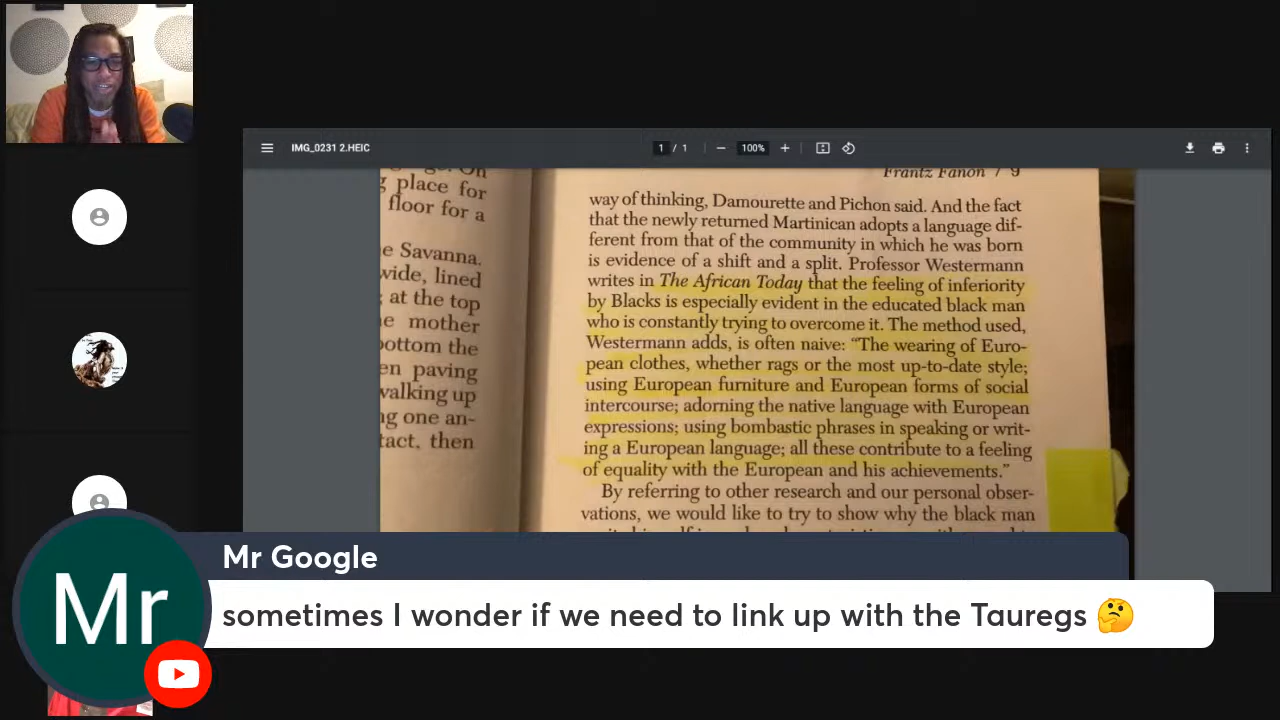 IMG_0231 2.HEIC
1 / 1
100%
Frantz Fanon / 9
On
place for
floor for a
e Savanna.
wide, lined
; at the top
e mother
ottom the
en paving
walking up
ng one an-
tact, then
way of thinking, Damourette and Pichon said. And the fact
that the newly returned Martinican adopts a language dif-
ferent from that of the community in which he was born
is evidence of a shift and a split. Professor Westermann
writes in The African Today that the feeling of inferiority
by Blacks is especially evident in the educated black man
who is constantly trying to overcome it. The method used,
Westermann adds, is often naive: “The wearing of Euro-
pean clothes, whether rags or the most up-to-date style;
using European furniture and European forms of social
intercourse; adorning the native language with European
expressions; using bombastic phrases in speaking or writ-
ing a European language; all these contribute to a feeling
of equality with the European and his achievements.”
By referring to other research and our personal obser-
vations, we would like to try to show why the black man
Mr
Mr Google
sometimes I wonder if we need to link up with the Tauregs 🤔